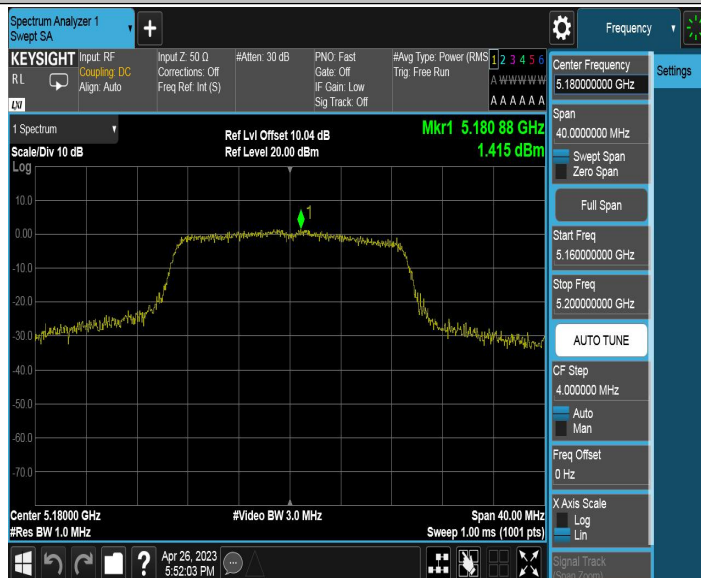 Spectrum Analyzer 1
Swept SA
Frequency
KEYSIGHT
Input: RF
Input Z: 50 Ω
#Atten: 30 dB
PNO: Fast
#Avg Type: Power (RMS
1 2 3 4 5 6
R L
Coupling: DC
Corrections: Off
Gate: Off
Trig: Free Run
A W W W W W
Align: Auto
Freq Ref: Int (S)
IF Gain: Low
Sig Track: Off
A A A A A A
LXI
1 Spectrum
Ref Lvl Offset 10.04 dB
Mkr1 5.180 88 GHz
Scale/Div 10 dB
Ref Level 20.00 dBm
1.415 dBm
Log
10.0
0.00
-10.0
-20.0
-30.0
-40.0
-50.0
-60.0
-70.0
1
Center 5.18000 GHz
#Video BW 3.0 MHz
Span 40.00 MHz
#Res BW 1.0 MHz
Sweep 1.00 ms (1001 pts)
?
Apr 26, 2023
5:52:03 PM
Center Frequency
5.180000000 GHz
Settings
Span
40.0000000 MHz
Swept Span
Zero Span
Full Span
Start Freq
5.160000000 GHz
Stop Freq
5.200000000 GHz
AUTO TUNE
CF Step
4.000000 MHz
Auto
Man
Freq Offset
0 Hz
X Axis Scale
Log
Lin
Signal Track
(Span Zoom)